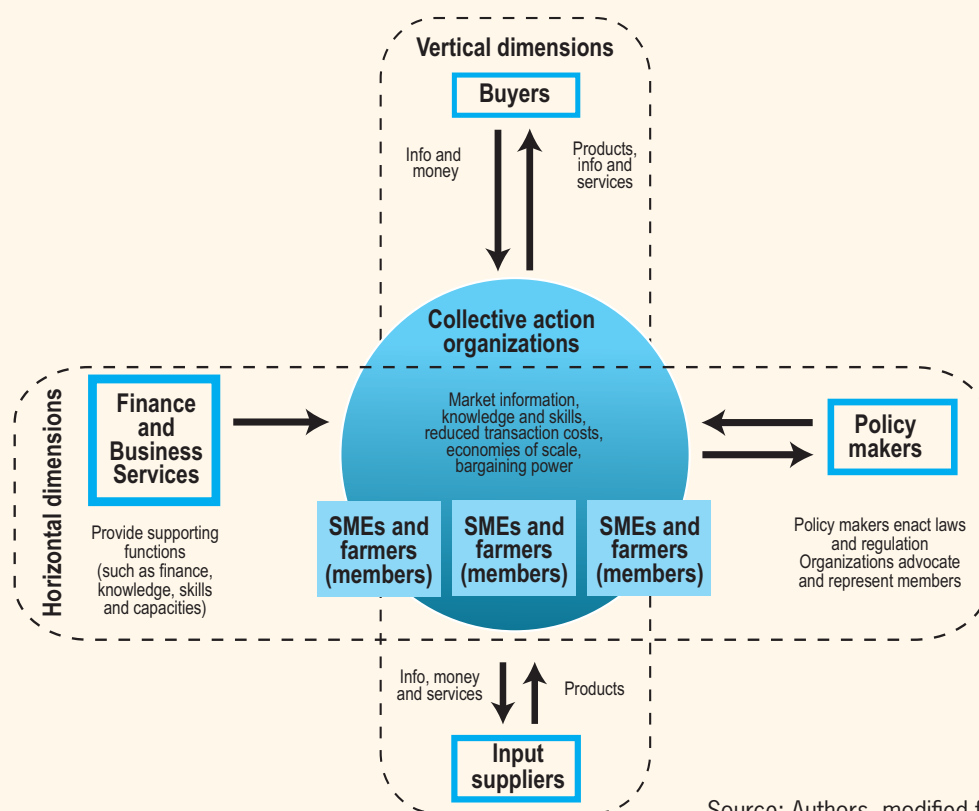 Vertical dimensions
Buyers
Info and
money
Products,
info and
services
Collective action
organizations
Market information,
knowledge and skills,
reduced transaction costs,
economies of scale,
bargaining power
Horizontal dimensions
Finance
and
Business
Services
Provide supporting
functions
(such as finance,
knowledge, skills
and capacities)
SMEs and
farmers
(members)
SMEs and
farmers
(members)
SMEs and
farmers
(members)
Policy
makers
Policy makers enact laws
and regulation
Organizations advocate
and represent members
Info, money
and services
Products
Input
suppliers
Source: Authors, modified